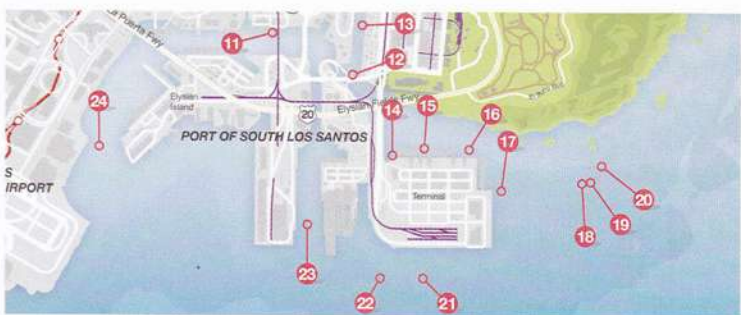 La Puerta Fwy
11
13
12
24
Elysian
Island
Elysian Fields Fwy
20
14
15
16
PORT OF SOUTH LOS SANTOS
17
S
IRPORT
Terminal
20
19
18
23
22
21